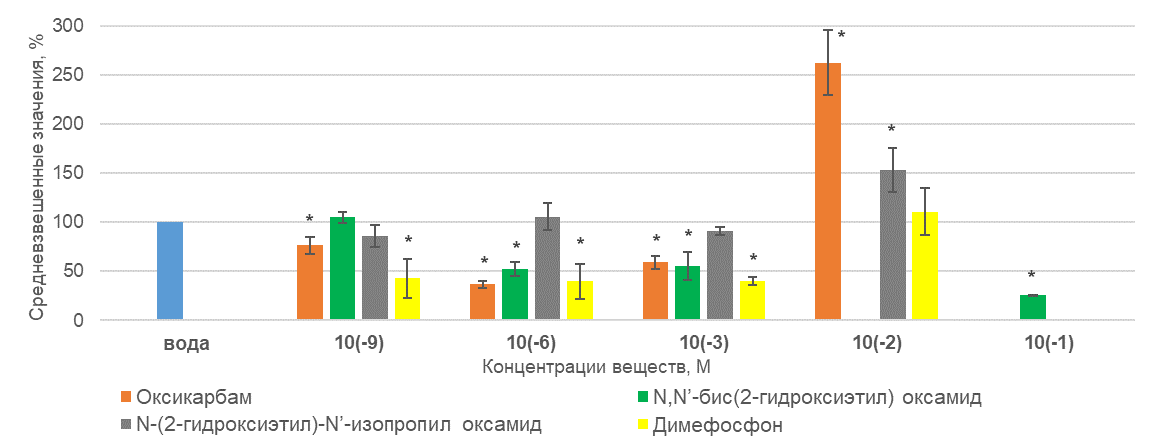 Средневзвешенные значения, %
300
250
200
150
100
50
0
* * * * * * * * * * *
вода 10(-9) 10(-6) 10(-3) 10(-2) 10(-1)
Концентрации веществ, М
Оксикарбам N,N’-бис(2-гидроксиэтил) оксамид
N-(2-гидроксиэтил)-N’-изопропил оксамид Димефосфон